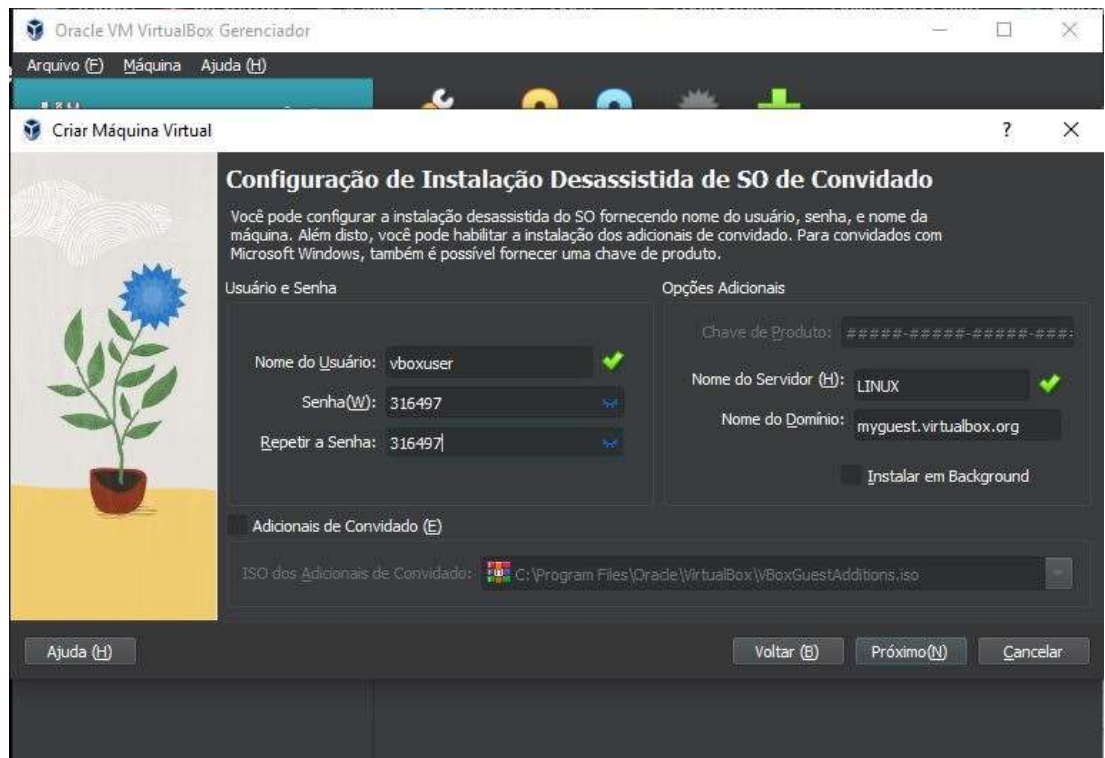 Oracle VM VirtualBox Gerenciador
Arquivo (F) Máquina Ajuda (H)
Criar Máquina Virtual
?
Configuração de Instalação Desassistida de SO de Convidado
Você pode configurar a instalação desassistida do SO fornecendo nome do usuário, senha, e nome da
máquina. Além disto, você pode habilitar a instalação dos adicionais de convidado. Para convidados com
Microsoft Windows, também é possível fornecer uma chave de produto.
Usuário e Senha
Nome do Usuário: vboxuser
Senha(W): 316497
Repetir a Senha: 316497
Opções Adicionais
Chave de Produto: #####-#####-#####-###
Nome do Servidor (H): LINUX
Nome do Domínio: myguest.virtualbox.org
Instalar em Background
Adicionais de Convidado (E)
ISO dos Adicionais de Convidado: C:\Program Files\Oracle\VirtualBox\VBoxGuestAdditions.iso
Ajuda (H) Voltar (B) Próximo(N) Cancelar